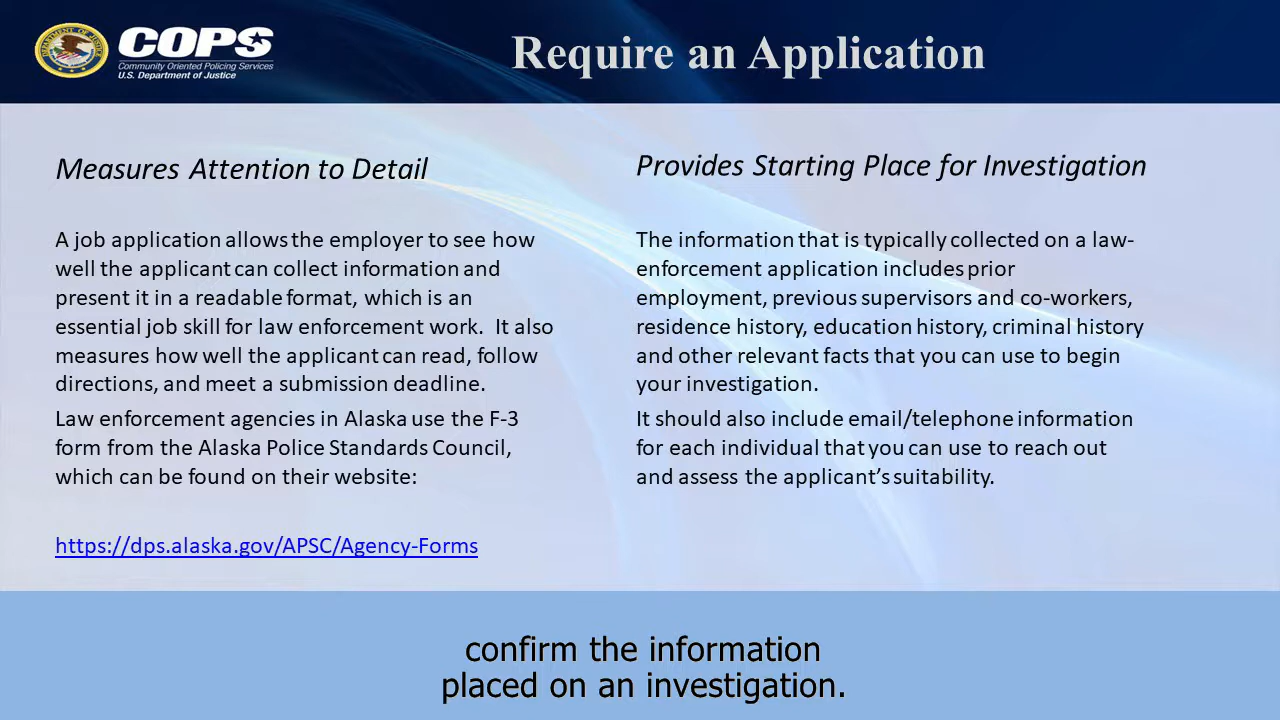 COPS
Community Oriented Policing Services
U.S. Department of Justice
Require an Application
Measures Attention to Detail
A job application allows the employer to see how
well the applicant can collect information and
present it in a readable format, which is an
essential job skill for law enforcement work.  It also
measures how well the applicant can read, follow
directions, and meet a submission deadline.
Law enforcement agencies in Alaska use the F-3
form from the Alaska Police Standards Council,
which can be found on their website:
https://dps.alaska.gov/APSC/Agency-Forms
Provides Starting Place for Investigation
The information that is typically collected on a law-
enforcement application includes prior
employment, previous supervisors and co-workers,
residence history, education history, criminal history
and other relevant facts that you can use to begin
your investigation.
It should also include email/telephone information
for each individual that you can use to reach out
and assess the applicant’s suitability.
confirm the information
placed on an investigation.